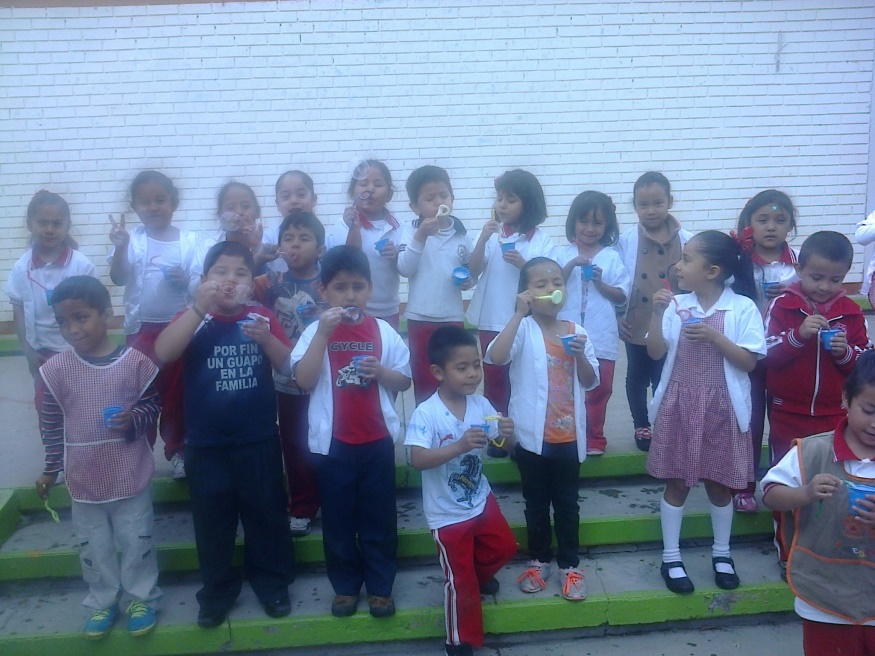 POR FIN
UN GUAPO
EN LA
FAMILIA
CYCLE